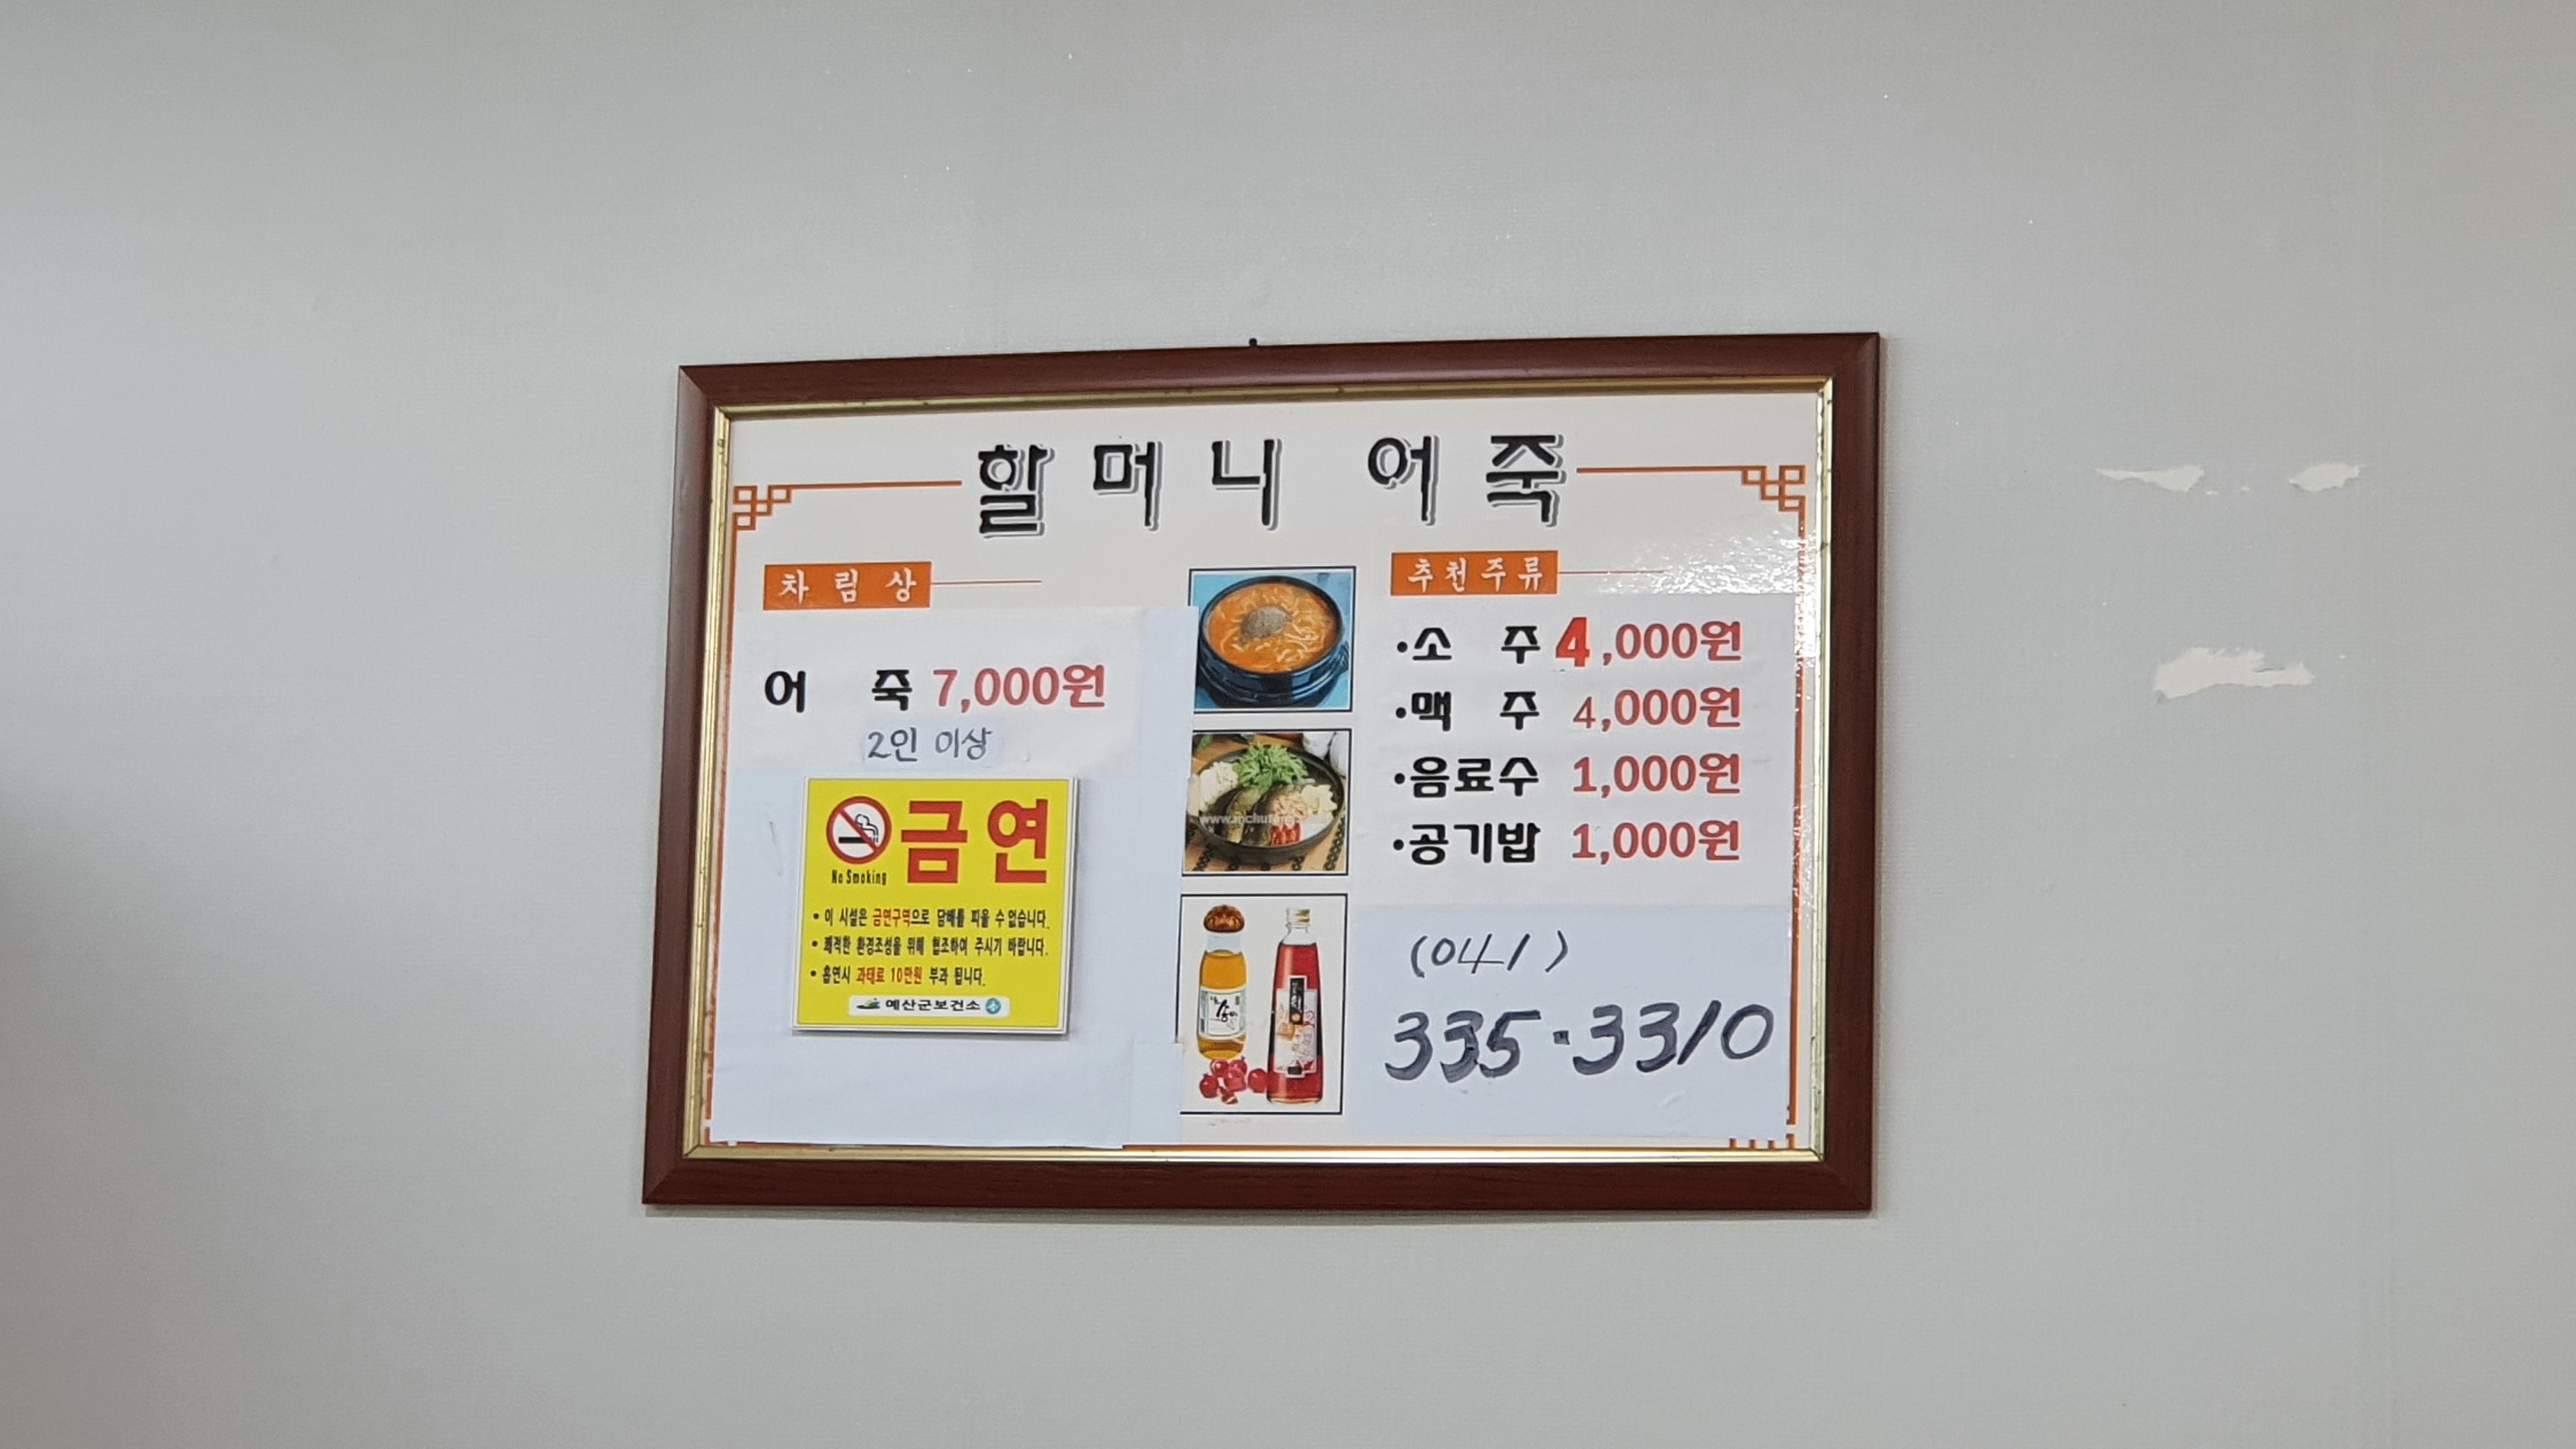 할머니 어죽
차림상
어 죽 7,000원
2인 이상
금연
No Smoking
• 이 시설은 금연구역으로 담배를 피울 수 없습니다.
• 쾌적한 환경조성을 위해 협조하여 주시기 바랍니다.
• 흡연시 과태료 10만원 부과 됩니다.
예산군보건소
추천주류
•소 주 4,000원
•맥 주 4,000원
•음료수 1,000원
•공기밥 1,000원
(041)
335-3310